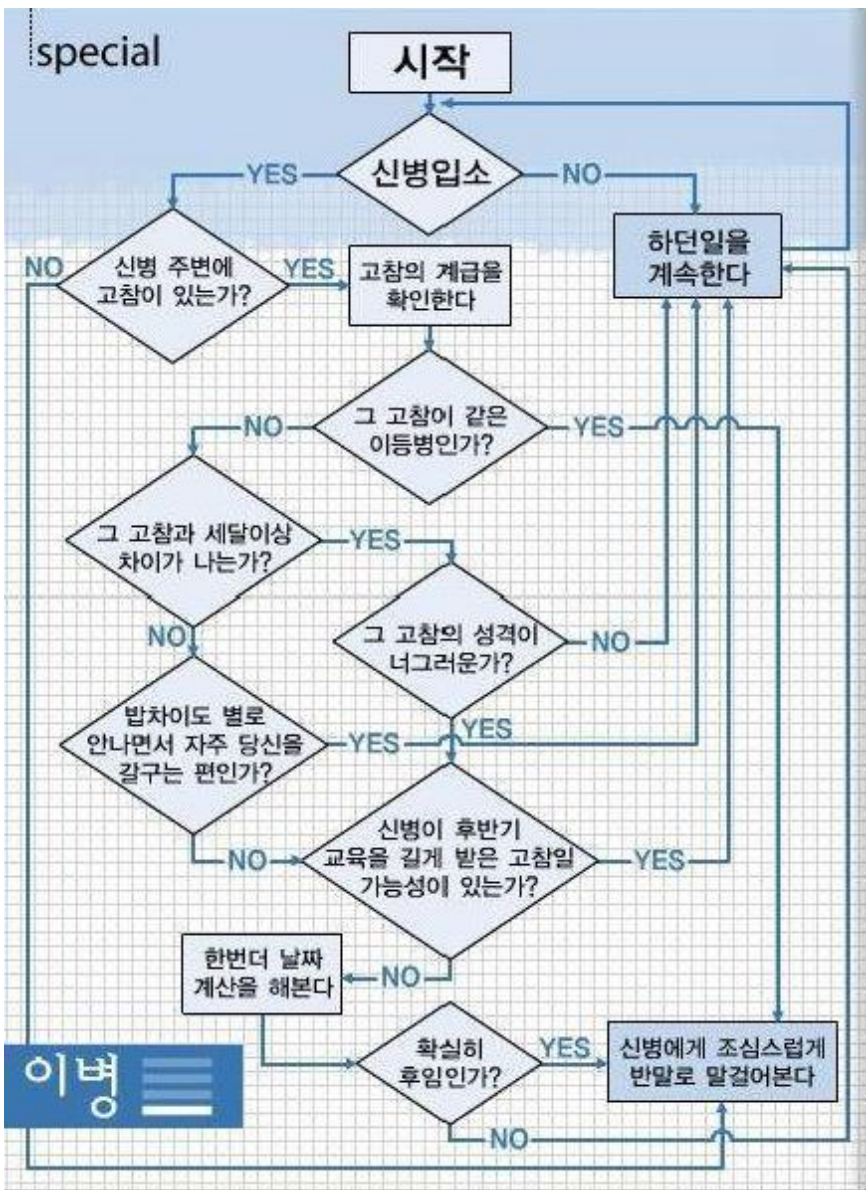 special
시작
신병입소
YES
NO
하던일을
계속한다
신병 주변에
고참이 있는가?
NO
YES
고참의 계급을
확인한다
그 고참이 같은
이등병인가?
NO
YES
그 고참과 세달이상
차이가 나는가?
YES
NO
그 고참의 성격이
너그러운가?
NO
YES
밥차이도 별로
안나면서 자주 당신을
갈구는 편인가?
YES
NO
신병이 후반기
교육을 길게 받은 고참일
가능성이 있는가?
YES
NO
한번더 날짜
계산을 해본다
확실히
후임인가?
YES
NO
신병에게 조심스럽게
반말로 말걸어본다
이병